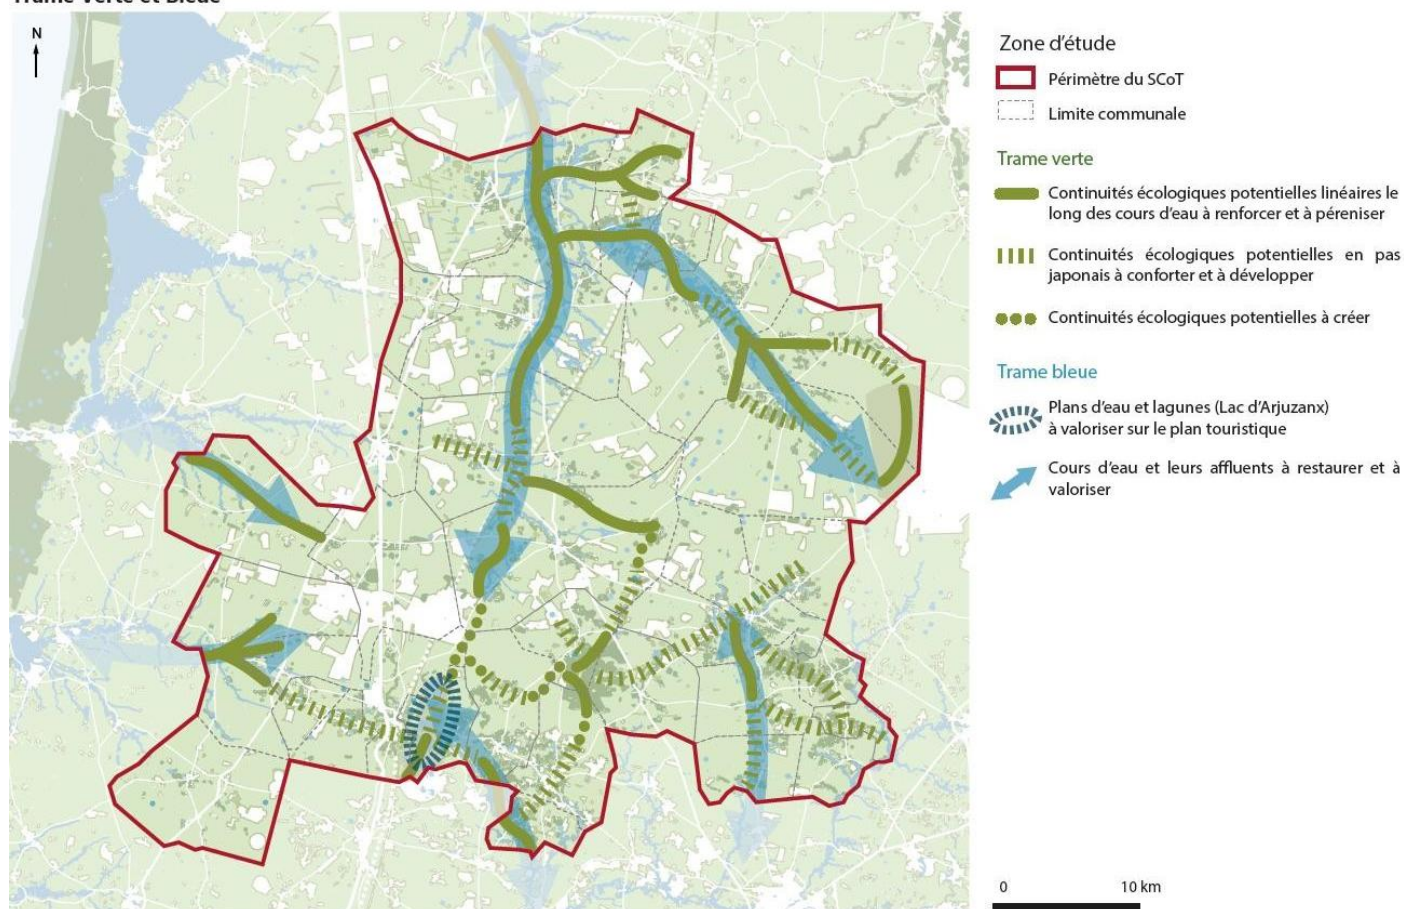 Trame Verte et Bleue
N
Zone d'étude
Périmètre du SCoT
Limite communale
Trame verte
Continuités écologiques potentielles linéaires le
long des cours d'eau à renforcer et à péreniser
Continuités écologiques potentielles en pas
japonais à conforter et à développer
Continuités écologiques potentielles à créer
Trame bleue
Plans d'eau et lagunes (Lac d'Arjuzanx)
à valoriser sur le plan touristique
Cours d'eau et leurs affluents à restaurer et à
valoriser
0 10 km